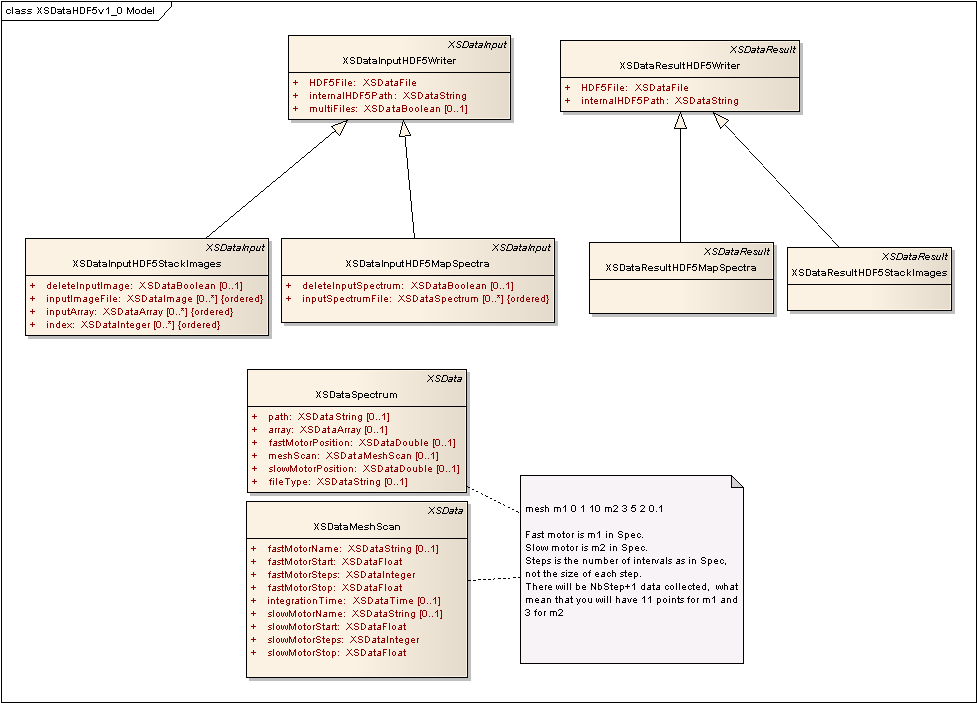 class XSDataHDF5v1_0 Model
XSDataInput
XSDataInputHDF5Writer
+ HDF5File: XSDataFile
+ internalHDF5Path: XSDataString
+ multiFiles: XSDataBoolean [0..1]
XSDataResult
XSDataResultHDF5Writer
+ HDF5File: XSDataFile
+ internalHDF5Path: XSDataString
XSDataInput
XSDataInputHDF5StackImages
+ deleteInputImage: XSDataBoolean [0..1]
+ inputImageFile: XSDataImage [0..*] {ordered}
+ inputArray: XSDataArray [0..*] {ordered}
+ index: XSDataInteger [0..*] {ordered}
XSDataInput
XSDataInputHDF5MapSpectra
+ deleteInputSpectrum: XSDataBoolean [0..1]
+ inputSpectrumFile: XSDataSpectrum [0..*] {ordered}
XSDataResult
XSDataResultHDF5MapSpectra
XSDataResult
XSDataResultHDF5StackImages
XSData
XSDataSpectrum
+ path: XSDataString [0..1]
+ array: XSDataArray [0..1]
+ fastMotorPosition: XSDataDouble [0..1]
+ meshScan: XSDataMeshScan [0..1]
+ slowMotorPosition: XSDataDouble [0..1]
+ fileType: XSDataString [0..1]
XSData
XSDataMeshScan
+ fastMotorName: XSDataString [0..1]
+ fastMotorStart: XSDataFloat
+ fastMotorSteps: XSDataInteger
+ fastMotorStop: XSDataFloat
+ integrationTime: XSDataTime [0..1]
+ slowMotorName: XSDataString [0..1]
+ slowMotorStart: XSDataFloat
+ slowMotorSteps: XSDataInteger
+ slowMotorStop: XSDataFloat
mesh m1 0 1 10 m2 3 5 2 0.1
Fast motor is m1 in Spec.
Slow motor is m2 in Spec.
Steps is the number of intervals as in Spec,
not the size of each step.
There will be NbStep+1 data collected, what
mean that you will have 11 points for m1 and
3 for m2